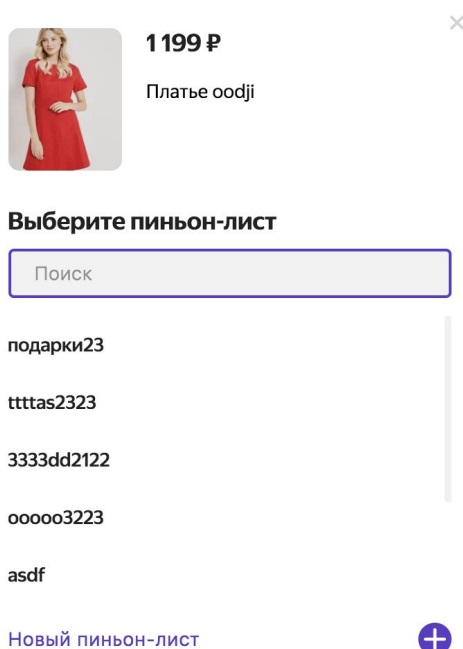 1 199 ₽
Платье oodji
Выберите пиньон-лист
Поиск
подарки23
ttttas2323
3333dd2122
ooooo3223
asdf
Новый пиньон-лист